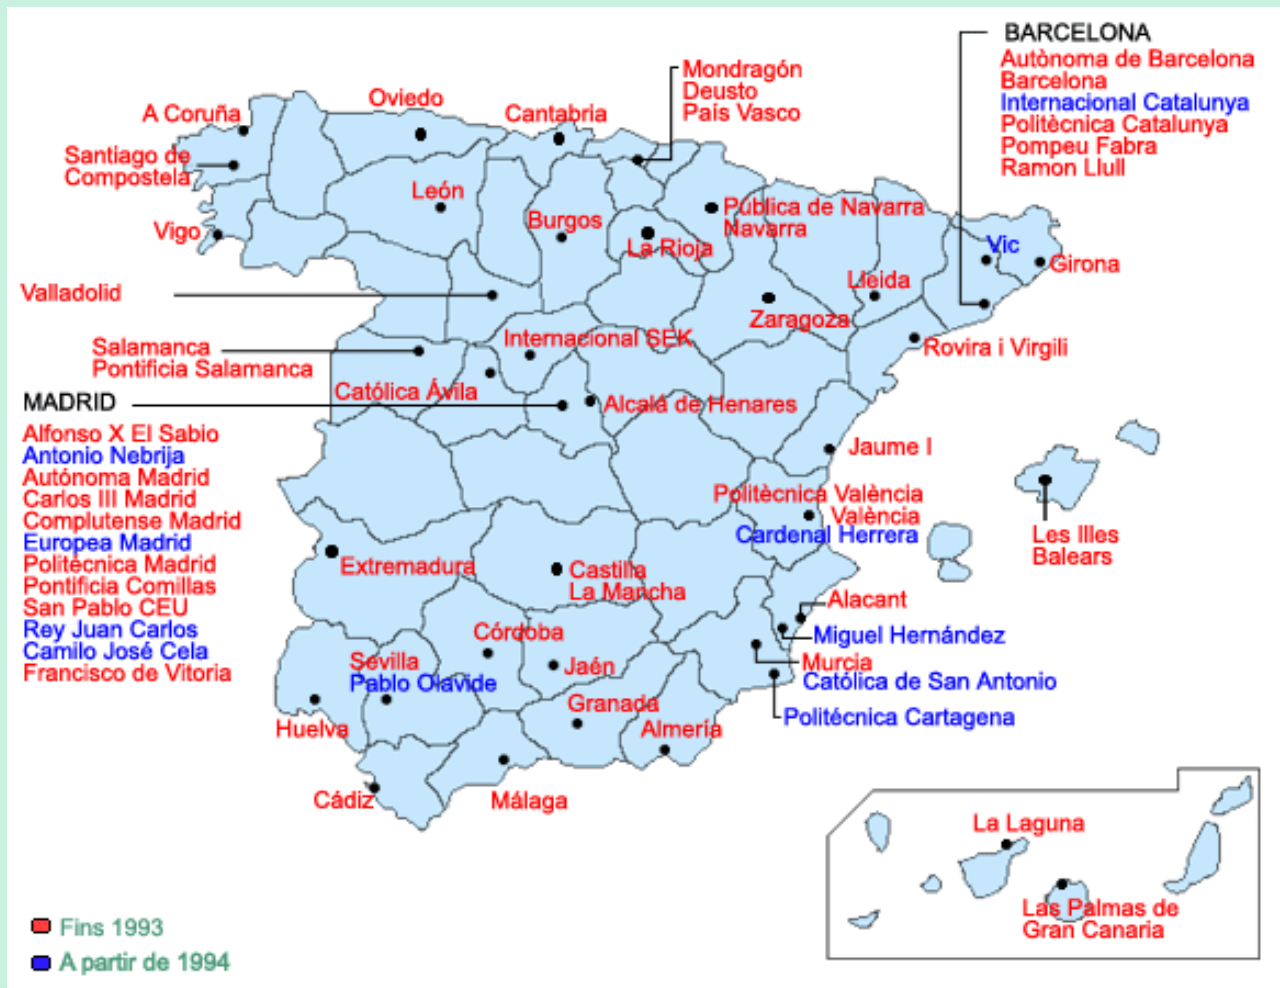 BARCELONA
Autònoma de Barcelona
Barcelona
Internacional Catalunya
Politècnica Catalunya
Pompeu Fabra
Ramon Llull
Mondragón
Deusto
País Vasco
Oviedo
Cantabria
A Coruña
Santiago de
Compostela
León
Burgos
Pública de Navarra
Navarra
La Rioja
Vigo
Vic
Girona
Valladolid
Lleida
Zaragoza
Internacional SEK
Rovira i Virgili
Salamanca
Pontificia Salamanca
Católica Ávila
MADRID
Alfonso X El Sabio
Antonio Nebrija
Autónoma Madrid
Carlos III Madrid
Complutense Madrid
Europea Madrid
Politécnica Madrid
Pontificia Comillas
San Pablo CEU
Rey Juan Carlos
Camilo José Cela
Francisco de Vitoria
Alcalá de Henares
Jaume I
Politècnica València
València
Cardenal Herrera
Les Illes
Balears
Extremadura
Castilla
La Mancha
Alacant
Miguel Hernández
Murcia
Católica de San Antonio
Politécnica Cartagena
Córdoba
Sevilla
Pablo Olavide
Jaén
Granada
Huelva
Almería
Cádiz
Málaga
La Laguna
Las Palmas de
Gran Canaria
Fins 1993
A partir de 1994